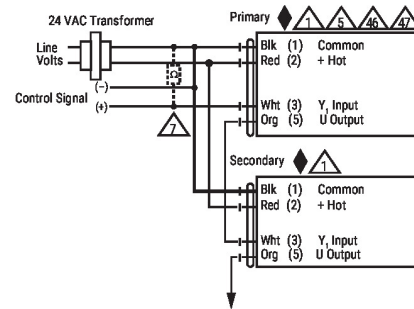 24 VAC Transformer
Primary 1 5 46 47
Line
Volts
Blk (1) Common
Red (2) + Hot
Ω
(–)
Control Signal (+)
Wht (3) Y₁ Input
Org (5) U Output
7
Secondary 1
Blk (1) Common
Red (2) + Hot
Wht (3) Y₁ Input
Org (5) U Output